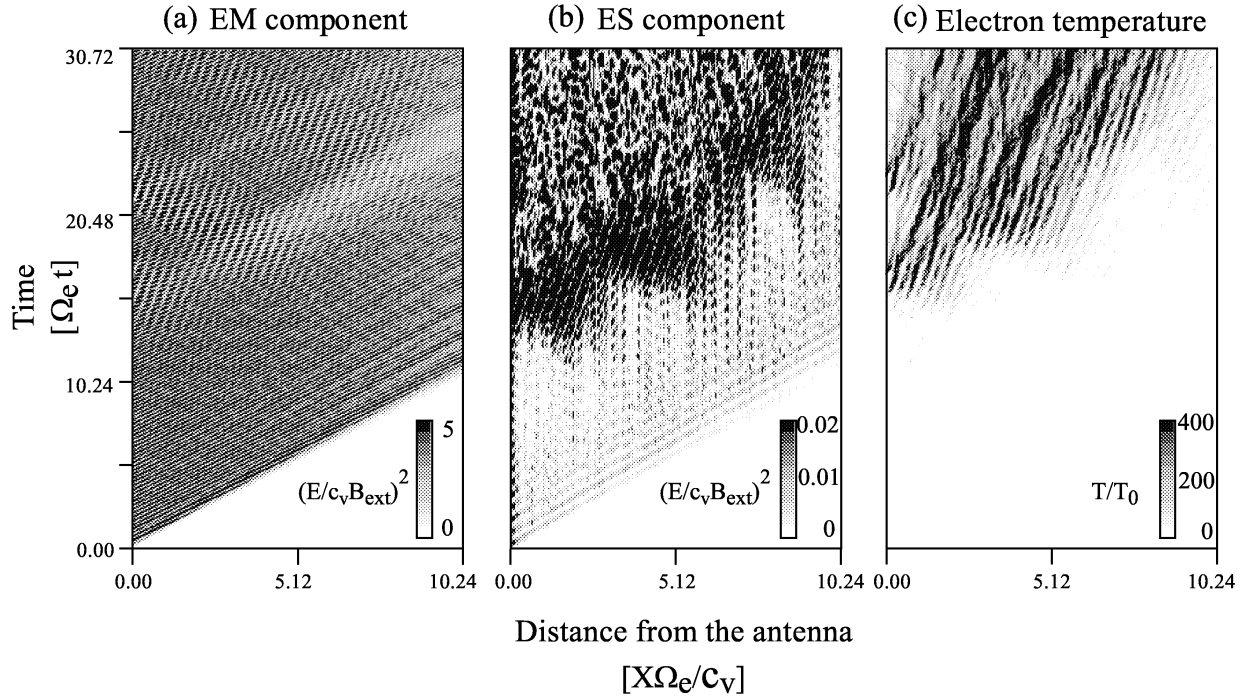 (a) EM component
(b) ES component
(c) Electron temperature
30.72
20.48
10.24
0.00
Time
[Ωe t]
5
0
(E/cvBext)2
0.02
0.01
0
(E/cvBext)2
400
200
0
T/T0
0.00 5.12 10.24
0.00 5.12 10.24
0.00 5.12 10.24
Distance from the antenna
[XΩe/cv]